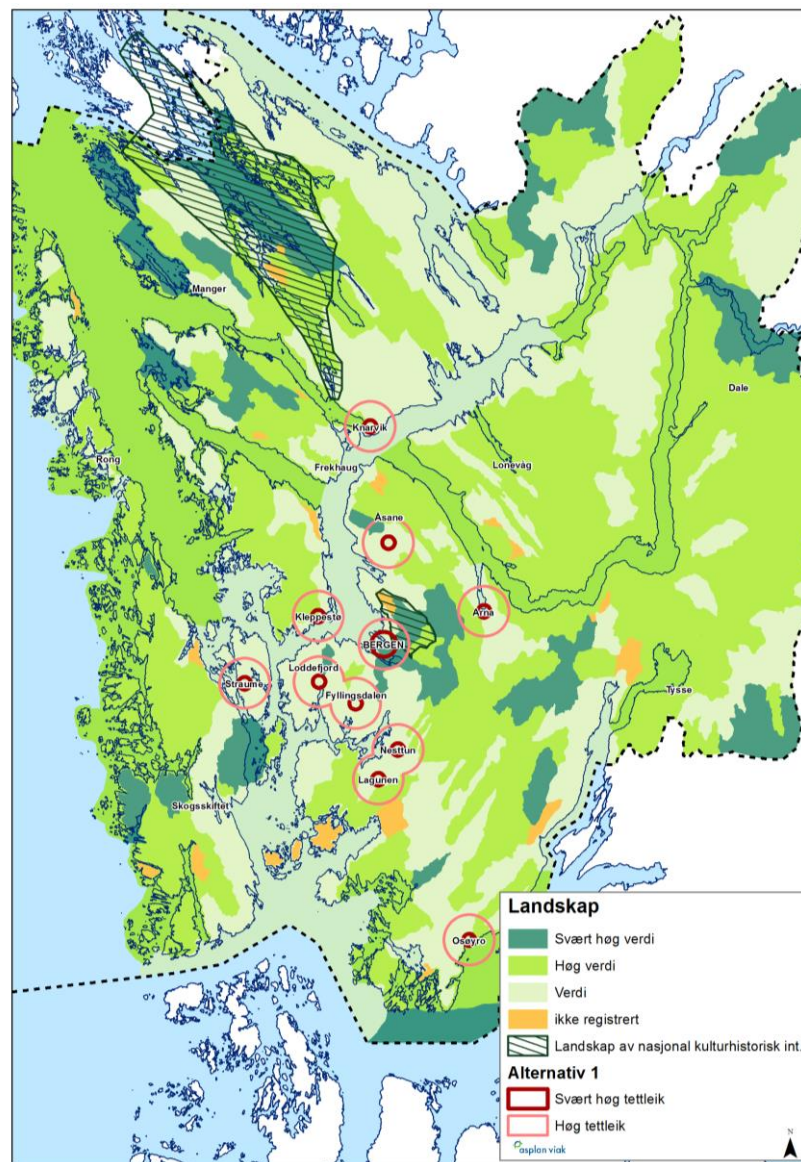 Manger
Dale
Knarvik
Rong
Frekhaug
Lonevåg
Åsane
Kleppestø
Arna
BERGEN
Loddefjord
Straume
Fyllingsdalen
Tysse
Nesttun
Lagunen
Skogsskiftet
Osøyro
Landskap
Svært høg verdi
Høg verdi
Verdi
ikke registrert
Landskap av nasjonal kulturhistorisk int.
Alternativ 1
Svært høg tettleik
Høg tettleik
asplan viak
N